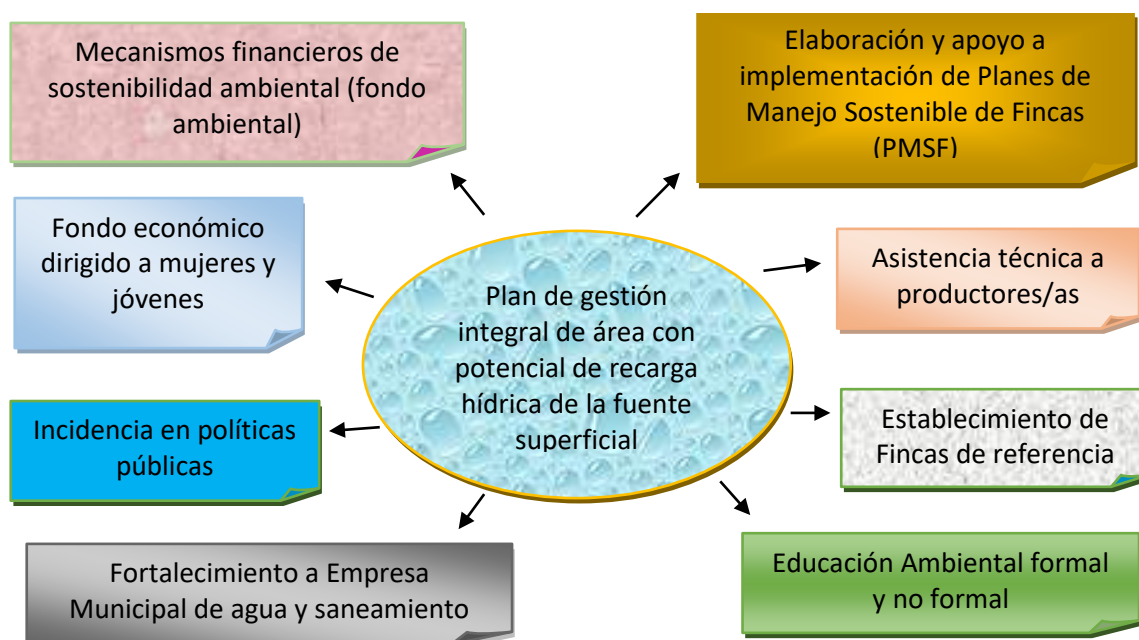 Mecanismos financieros de
sostenibilidad ambiental (fondo
ambiental)
Elaboración y apoyo a
implementación de Planes de
Manejo Sostenible de Fincas
(PMSF)
Fondo económico
dirigido a mujeres y
jóvenes
Plan de gestión
integral de área con
potencial de recarga
hídrica de la fuente
superficial
Asistencia técnica a
productores/as
Incidencia en políticas
públicas
Establecimiento de
Fincas de referencia
Fortalecimiento a Empresa
Municipal de agua y saneamiento
Educación Ambiental formal
y no formal